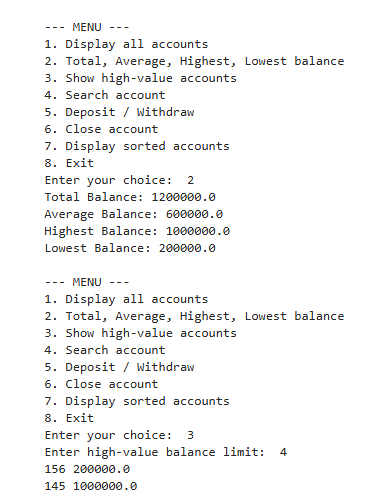 --- MENU ---
1. Display all accounts
2. Total, Average, Highest, Lowest balance
3. Show high-value accounts
4. Search account
5. Deposit / Withdraw
6. Close account
7. Display sorted accounts
8. Exit
Enter your choice:  2
Total Balance: 1200000.0
Average Balance: 600000.0
Highest Balance: 1000000.0
Lowest Balance: 200000.0

--- MENU ---
1. Display all accounts
2. Total, Average, Highest, Lowest balance
3. Show high-value accounts
4. Search account
5. Deposit / Withdraw
6. Close account
7. Display sorted accounts
8. Exit
Enter your choice:  3
Enter high-value balance limit:  4
156 200000.0
145 1000000.0